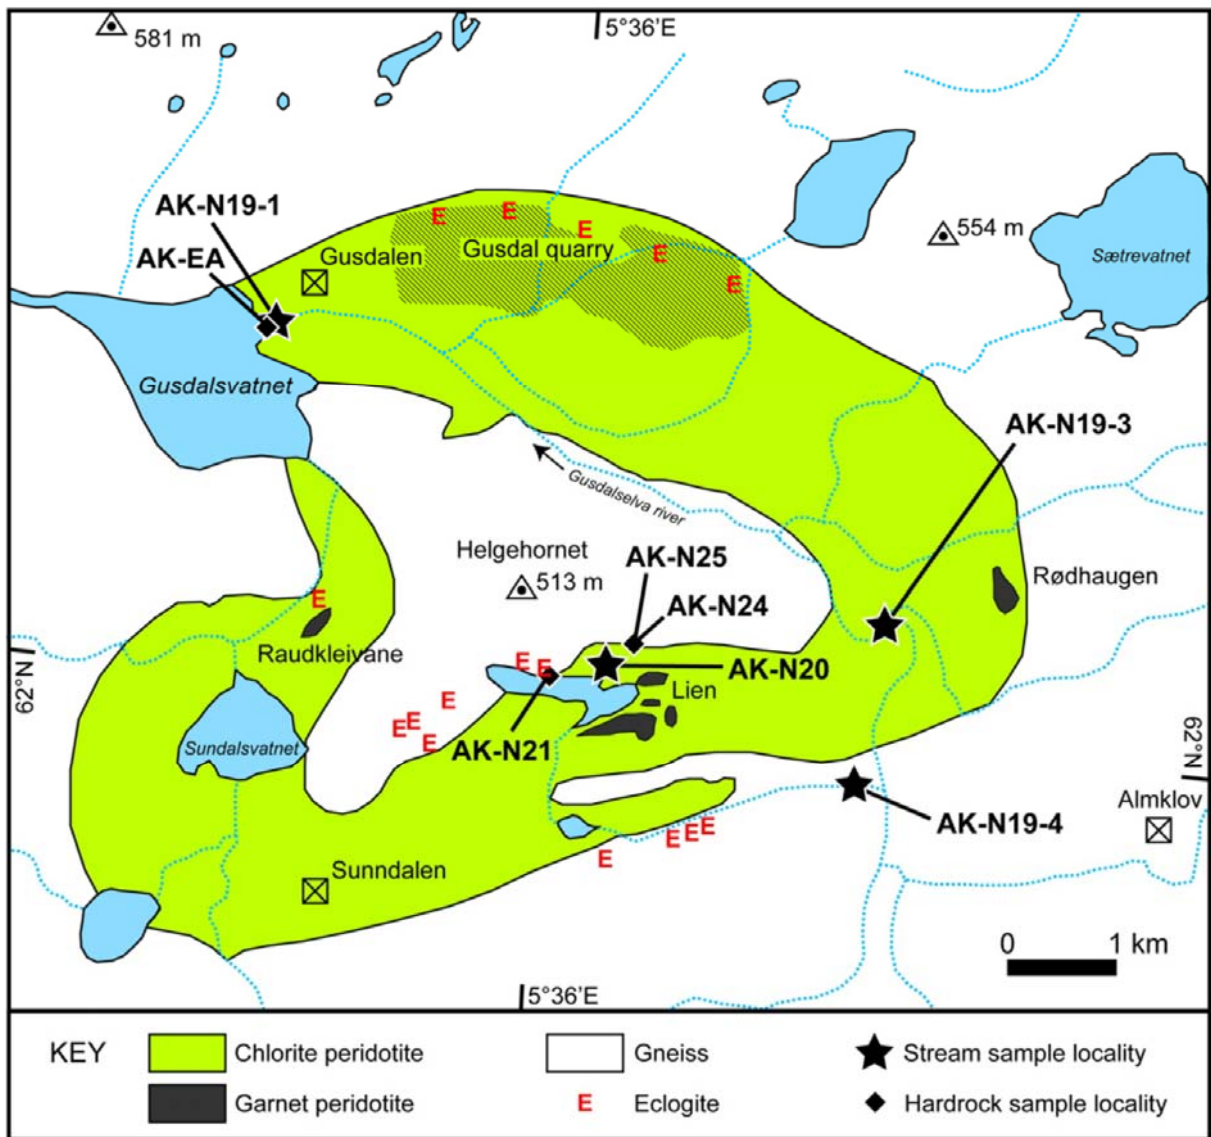 581 m
5°36'E
AK-N19-1
AK-EA
Gusdalen
Gusdal quarry
E
E
E
E
E
554 m
Sætrevatnet
Gusdalsvatnet
AK-N19-3
Gusdalselva river
Helgehornet
513 m
AK-N25
AK-N24
Rødhaugen
E
Raudkleivane
E
E
AK-N20
Lien
62°N
62°N
Sundalsvatnet
E
E
E
E
AK-N21
Almklov
AK-N19-4
E
E
E
E
Sunndalen
0 1 km
5°36'E
KEY
Chlorite peridotite
Gneiss
Stream sample locality
Garnet peridotite
E Eclogite
Hardrock sample locality